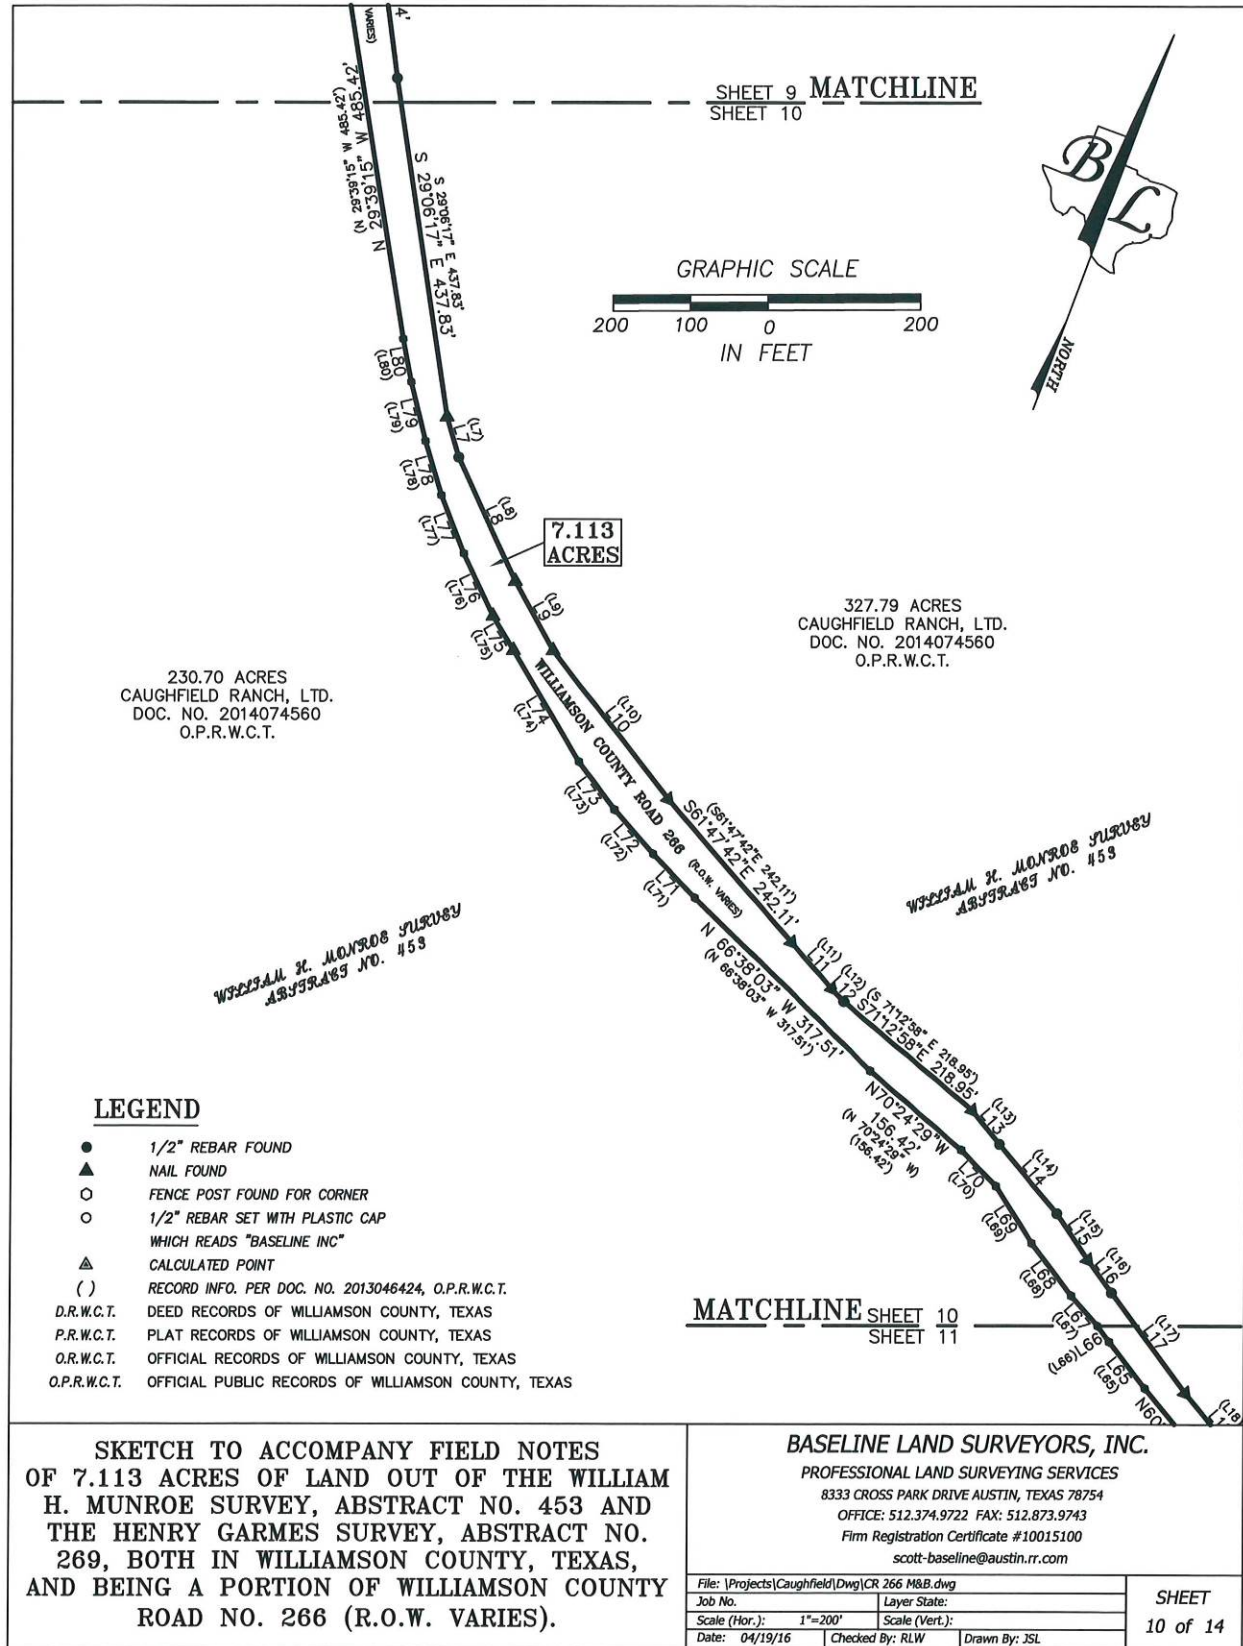 4'
VARIES)
SHEET 9 MATCHLINE
SHEET 10
(N 29°39'15" W 485.42')
N 29°39'15" W 485.42'
S 29°06'17" E 437.83'
S 29°06'17" E 437.83'
B L
NORTH
GRAPHIC SCALE
200 100 0 200
IN FEET
L80
(L80)
L79
(L79)
(L7)
L7
L78
(L78)
(L8)
L8
L77
(L77)
7.113
ACRES
L76
(L76)
(L9)
L9
L75
(L75)
327.79 ACRES
CAUGHFIELD RANCH, LTD.
DOC. NO. 2014074560
O.P.R.W.C.T.
230.70 ACRES
CAUGHFIELD RANCH, LTD.
DOC. NO. 2014074560
O.P.R.W.C.T.
L74
(L74)
WILLIAMSON COUNTY ROAD 266 (R.O.W. VARIES)
(L10)
L10
L73
(L73)
L72
(L72)
(S61°47'42"E 242.11')
S61°47'42"E 242.11'
L71
(L71)
WILLIAM H. MONROE SURVEY
ABSTRACT NO. 453
WILLIAM H. MONROE SURVEY
ABSTRACT NO. 453
N 66°38'03" W 317.51'
(N 66°38'03" W 317.51')
(L11)
L11
(L12)
L12
(S 71°12'58" E 218.95')
S71°12'58"E 218.95'
N70°24'29"W
156.42'
(N 70°24'29" W)
(156.42')
(L13)
L13
(L14)
L14
L70
(L70)
L69
(L69)
(L15)
L15
(L16)
L16
L68
(L68)
L67
(L67)
(L66) L66
L65
(L65)
N60°
(L17)
L17
(L18)
L1
MATCHLINE SHEET 10
SHEET 11
LEGEND
1/2" REBAR FOUND
NAIL FOUND
FENCE POST FOUND FOR CORNER
1/2" REBAR SET WITH PLASTIC CAP
WHICH READS "BASELINE INC"
CALCULATED POINT
( ) RECORD INFO. PER DOC. NO. 2013046424, O.P.R.W.C.T.
D.R.W.C.T. DEED RECORDS OF WILLIAMSON COUNTY, TEXAS
P.R.W.C.T. PLAT RECORDS OF WILLIAMSON COUNTY, TEXAS
O.R.W.C.T. OFFICIAL RECORDS OF WILLIAMSON COUNTY, TEXAS
O.P.R.W.C.T. OFFICIAL PUBLIC RECORDS OF WILLIAMSON COUNTY, TEXAS
SKETCH TO ACCOMPANY FIELD NOTES
OF 7.113 ACRES OF LAND OUT OF THE WILLIAM
H. MUNROE SURVEY, ABSTRACT NO. 453 AND
THE HENRY GARMES SURVEY, ABSTRACT NO.
269, BOTH IN WILLIAMSON COUNTY, TEXAS,
AND BEING A PORTION OF WILLIAMSON COUNTY
ROAD NO. 266 (R.O.W. VARIES).
BASELINE LAND SURVEYORS, INC.
PROFESSIONAL LAND SURVEYING SERVICES
8333 CROSS PARK DRIVE AUSTIN, TEXAS 78754
OFFICE: 512.374.9722 FAX: 512.873.9743
Firm Registration Certificate #10015100
scott-baseline@austin.rr.com
File: \Projects\Caughfield\Dwg\CR 266 M&B.dwg
Job No. Layer State:
Scale (Hor.): 1"=200' Scale (Vert.):
Date: 04/19/16 Checked By: RLW Drawn By: JSL
SHEET
10 of 14